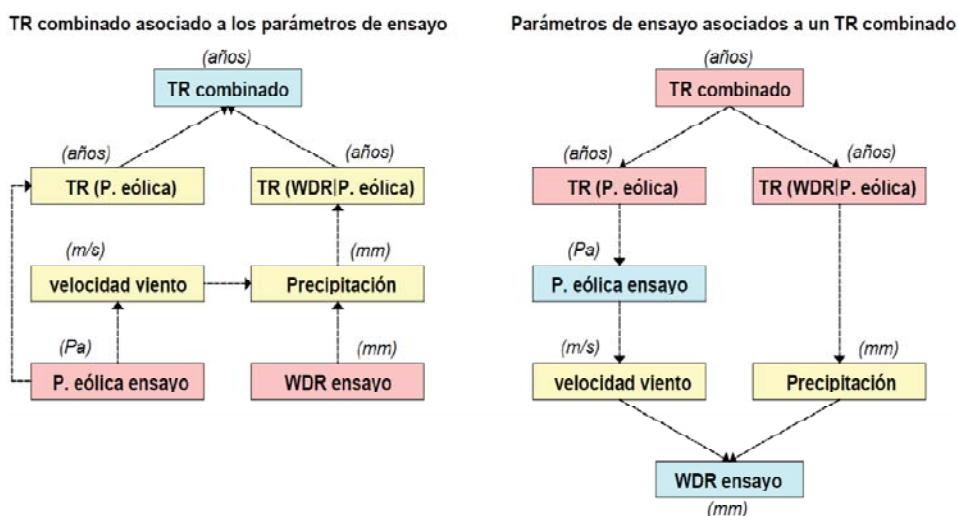 TR combinado asociado a los parámetros de ensayo
(años)
TR combinado
(años)
(años)
TR (P. eólica)
TR (WDR|P. eólica)
(m/s)
(mm)
velocidad viento
Precipitación
(Pa)
(mm)
P. eólica ensayo
WDR ensayo
Parámetros de ensayo asociados a un TR combinado
(años)
TR combinado
(años)
(años)
TR (P. eólica)
TR (WDR|P. eólica)
(Pa)
P. eólica ensayo
(m/s)
(mm)
velocidad viento
Precipitación
WDR ensayo
(mm)